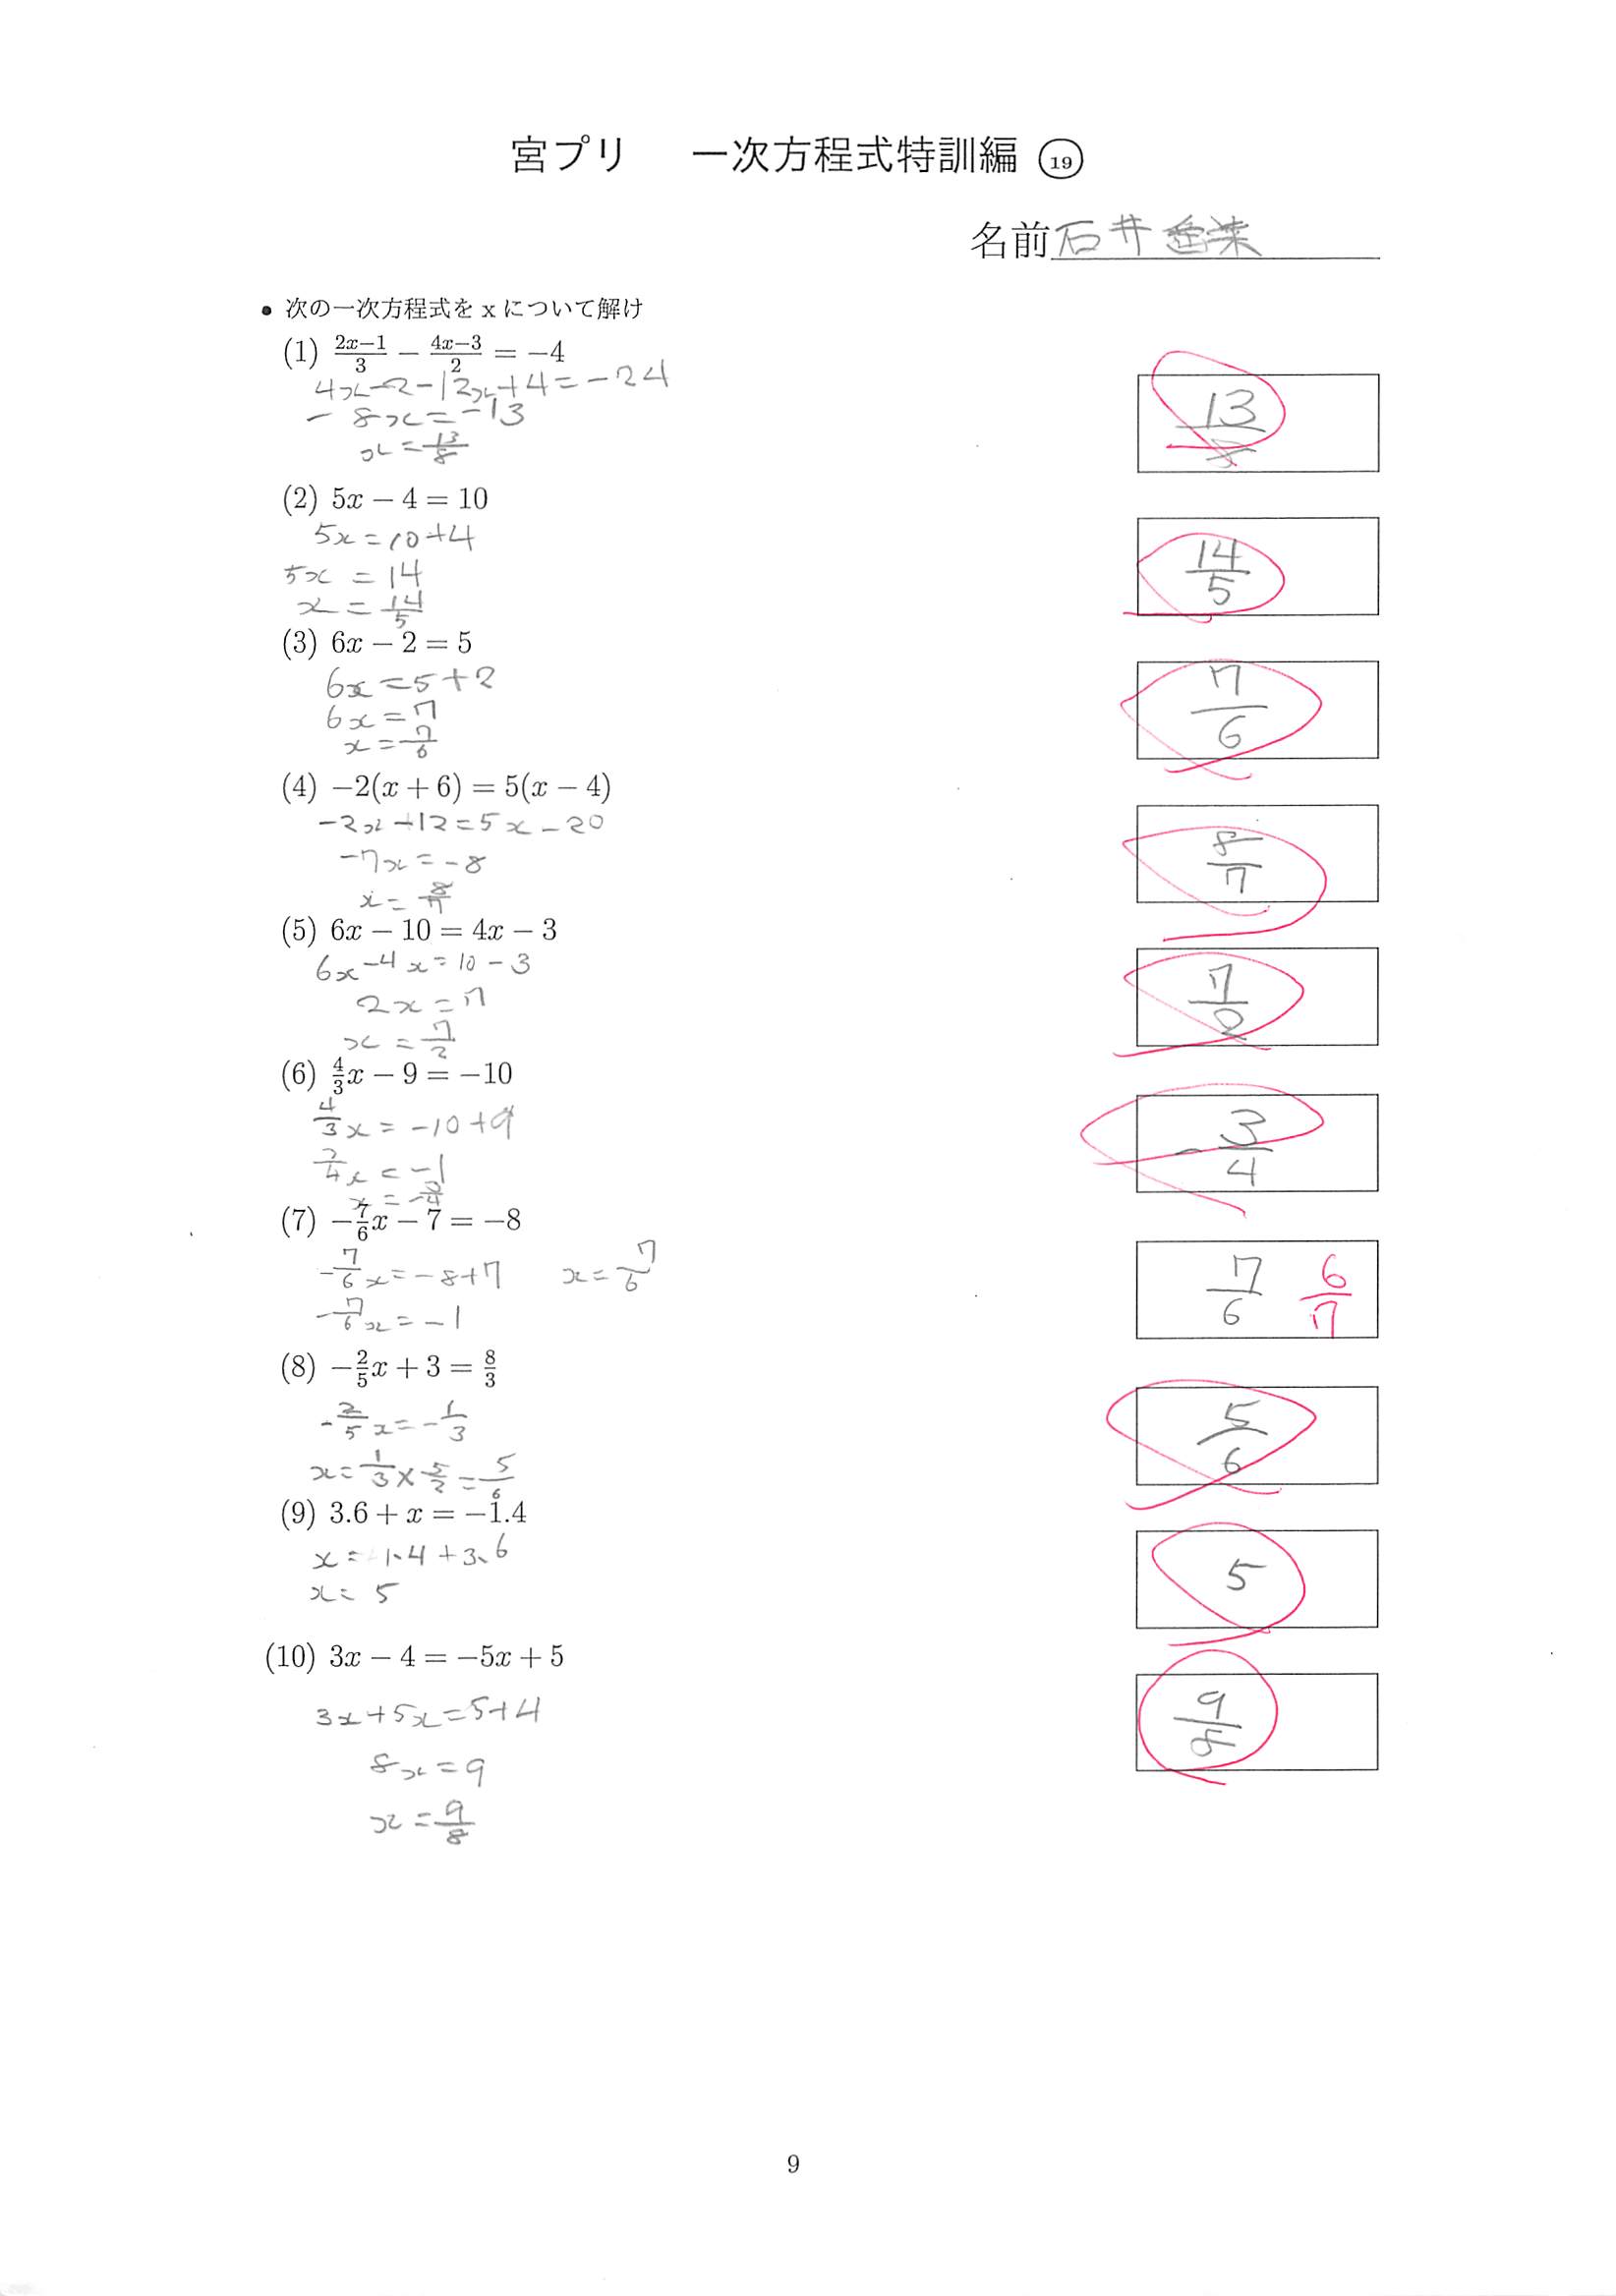 宮プリ 一次方程式特訓編 ⑲
名前 石井
• 次の一次方程式を x について解け
(1) \frac{2x-1}{3} - \frac{4x-3}{2} = -4
4x-2-12x+4=-24
-8x=-13
x=\frac{13}{8}
\frac{13}{8}
(2) 5x - 4 = 10
5x=10+4
5x=14
x=\frac{14}{5}
\frac{14}{5}
(3) 6x - 2 = 5
6x=5+2
6x=7
x=\frac{7}{6}
\frac{7}{6}
(4) -2(x + 6) = 5(x - 4)
-2x+12=5x-20
-7x=-8
x=\frac{8}{7}
\frac{8}{7}
(5) 6x - 10 = 4x - 3
6x-4x=10-3
2x=7
x=\frac{7}{2}
\frac{7}{2}
(6) \frac{4}{3}x - 9 = -10
\frac{4}{3}x=-10+9
\frac{3}{4}x=-1
x=-\frac{3}{4}
-\frac{3}{4}
(7) -\frac{7}{6}x - 7 = -8
-\frac{7}{6}x=-8+7 x=\frac{7}{6}
-\frac{7}{6}x=-1
\frac{7}{6} \frac{6}{7}
(8) -\frac{2}{5}x + 3 = \frac{8}{3}
-\frac{2}{5}x=-\frac{1}{3}
x=\frac{1}{3}×\frac{5}{2}=\frac{5}{6}
\frac{5}{6}
(9) 3.6 + x = -1.4
x=1.4+3.6
x=5
5
(10) 3x - 4 = -5x + 5
3x+5x=5+4
8x=9
x=\frac{9}{8}
\frac{9}{8}
9